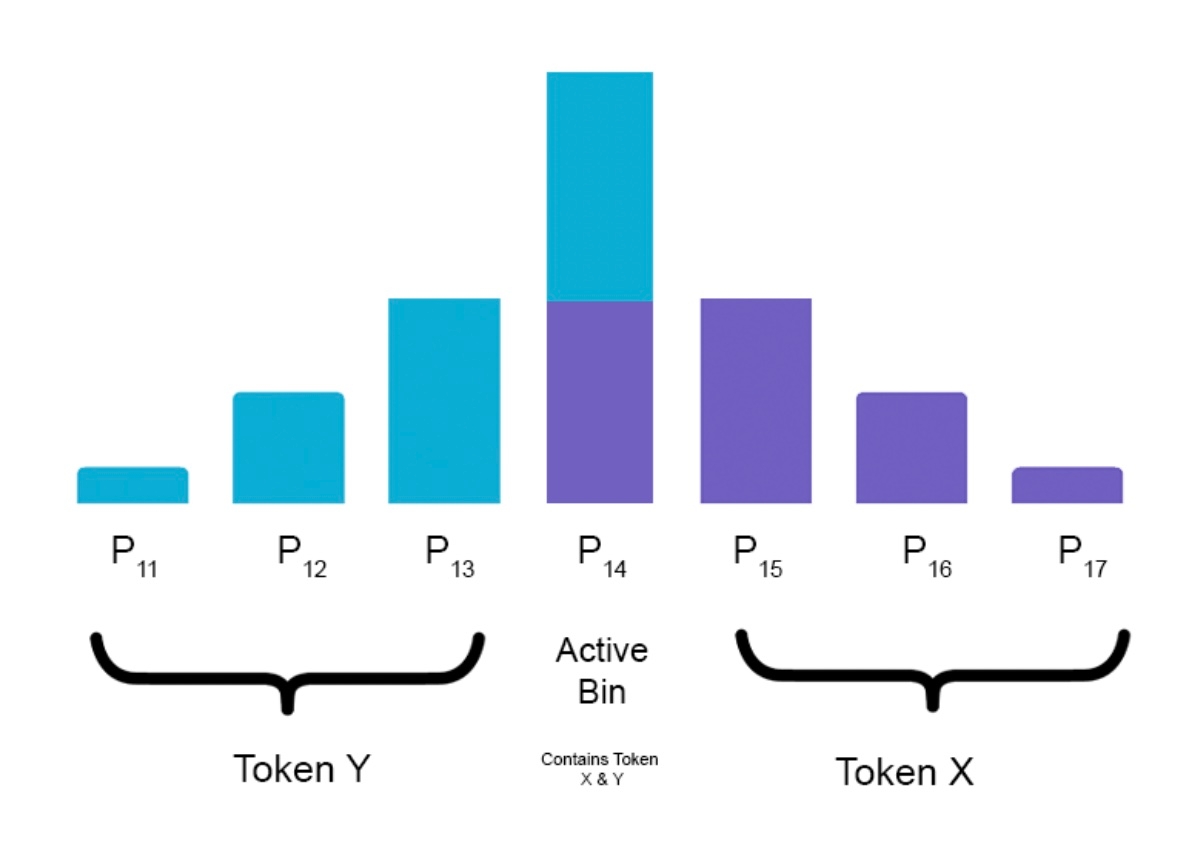 P11 P12 P13 P14 P15 P16 P17
Active
Bin
Contains Token
X & Y
Token Y
Token X